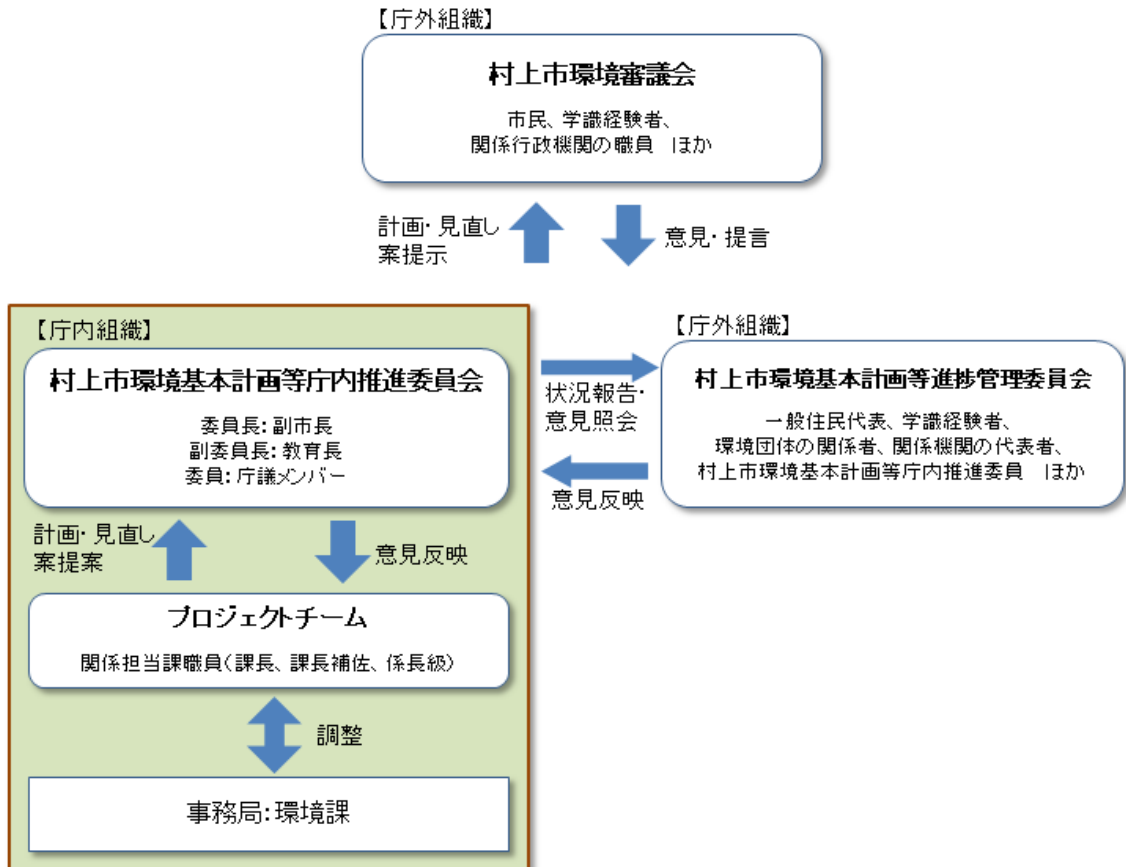 【庁外組織】
村上市環境審議会
市民、学識経験者、
関係行政機関の職員　ほか
計画・見直し
案提示
意見・提言
【庁内組織】
村上市環境基本計画等庁内推進委員会
委員長:副市長
副委員長:教育長
委員:庁議メンバー
状況報告・
意見照会
意見反映
【庁外組織】
村上市環境基本計画等進捗管理委員会
一般住民代表、学識経験者、
環境団体の関係者、関係機関の代表者、
村上市環境基本計画等庁内推進委員　ほか
計画・見直し
案提案
意見反映
プロジェクトチーム
関係担当課職員(課長、課長補佐、係長級)
調整
事務局:環境課